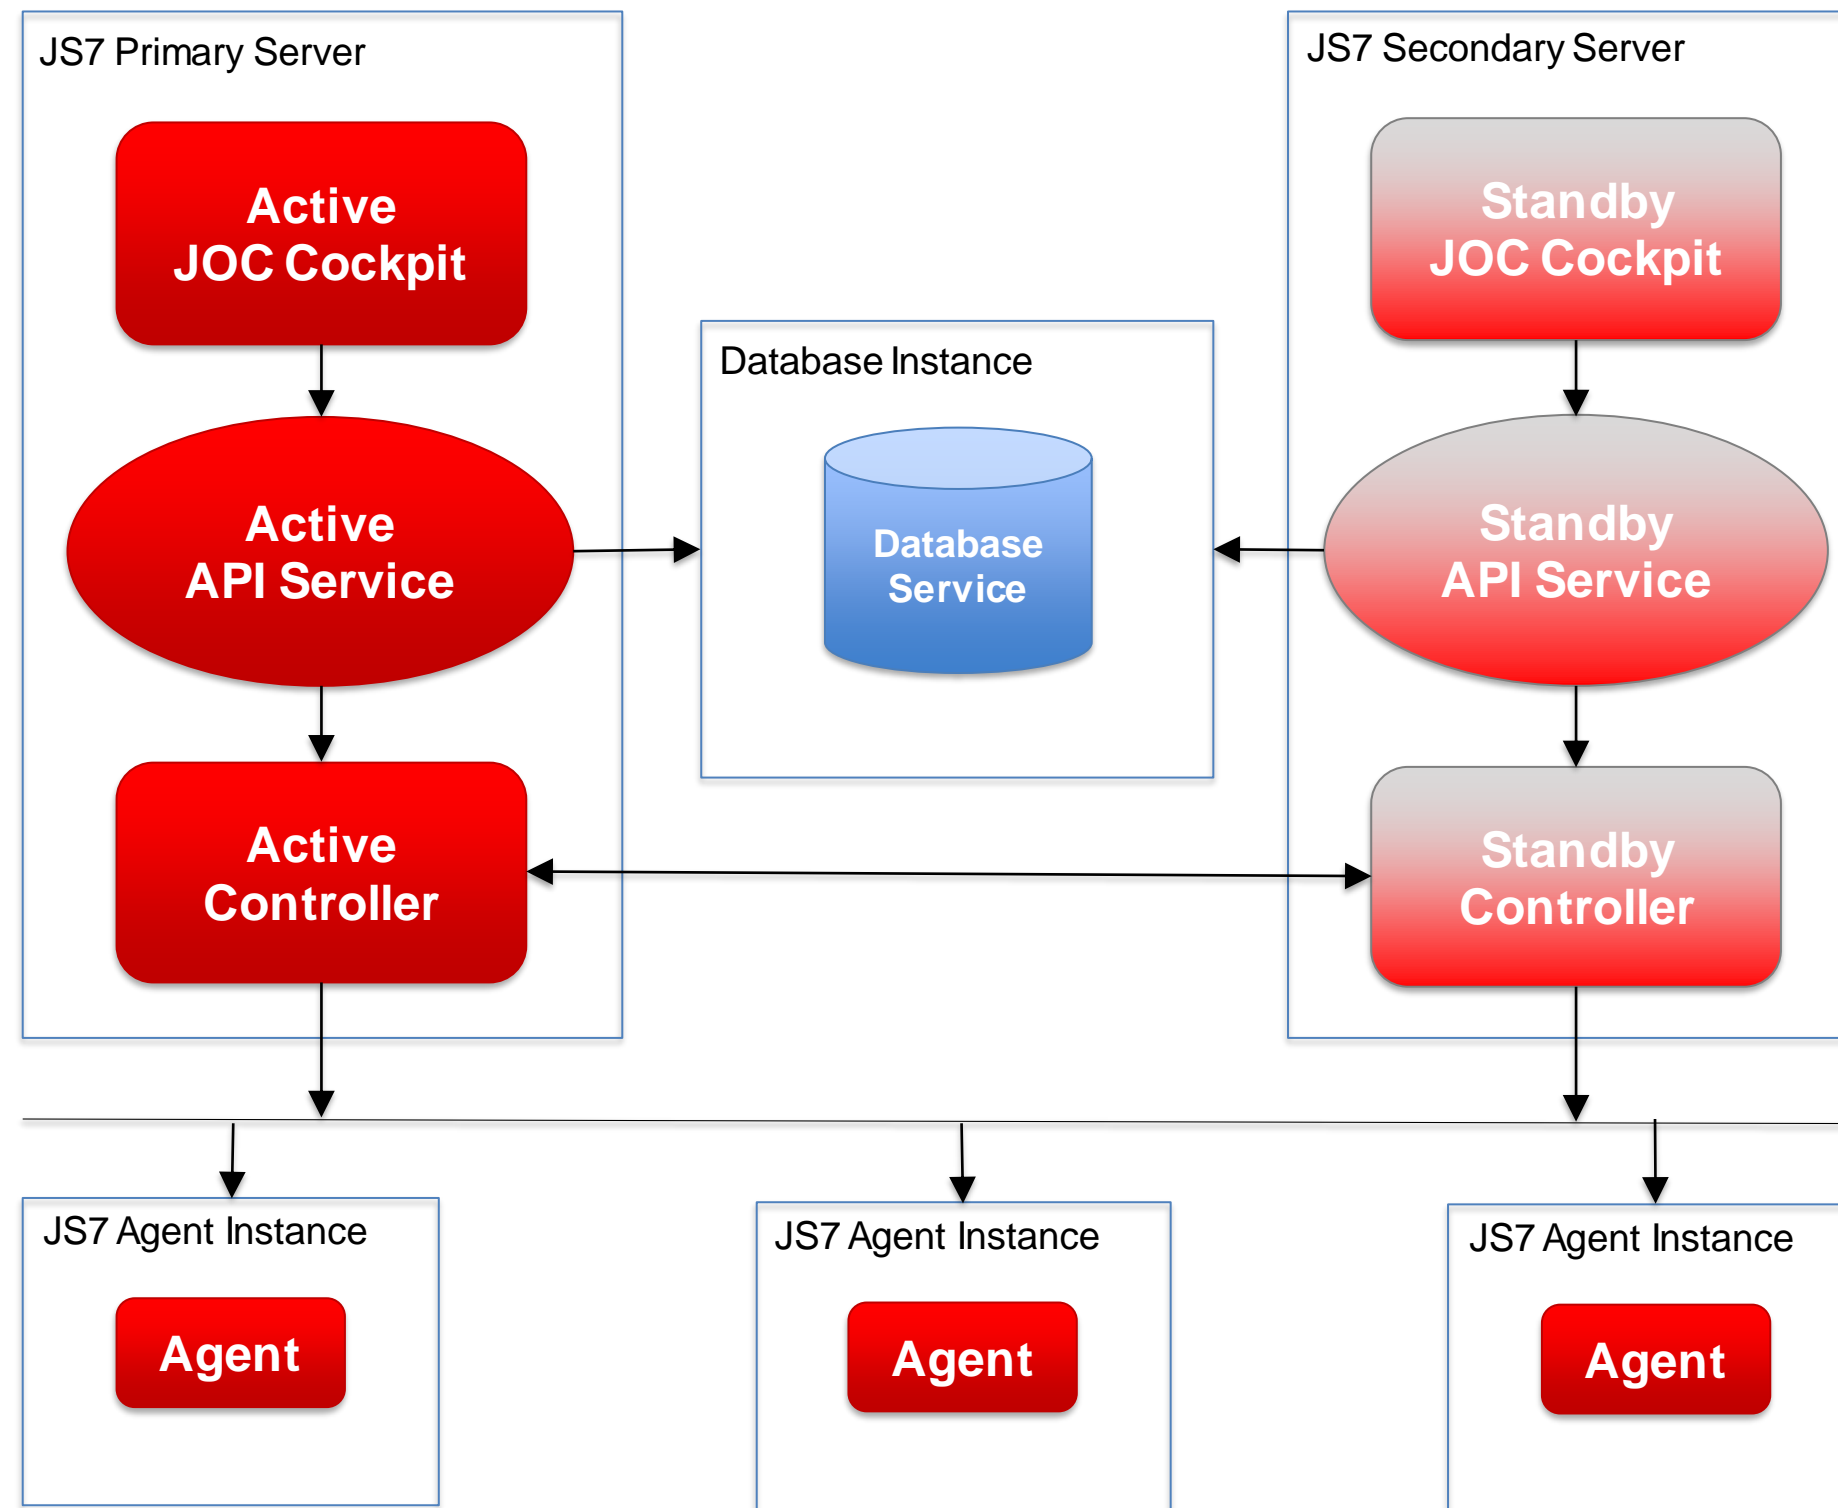 JS7 Primary Server
Active
JOC Cockpit
Active
API Service
Active
Controller
Database Instance
Database
Service
JS7 Secondary Server
Standby
JOC Cockpit
Standby
API Service
Standby
Controller
JS7 Agent Instance
Agent
JS7 Agent Instance
Agent
JS7 Agent Instance
Agent